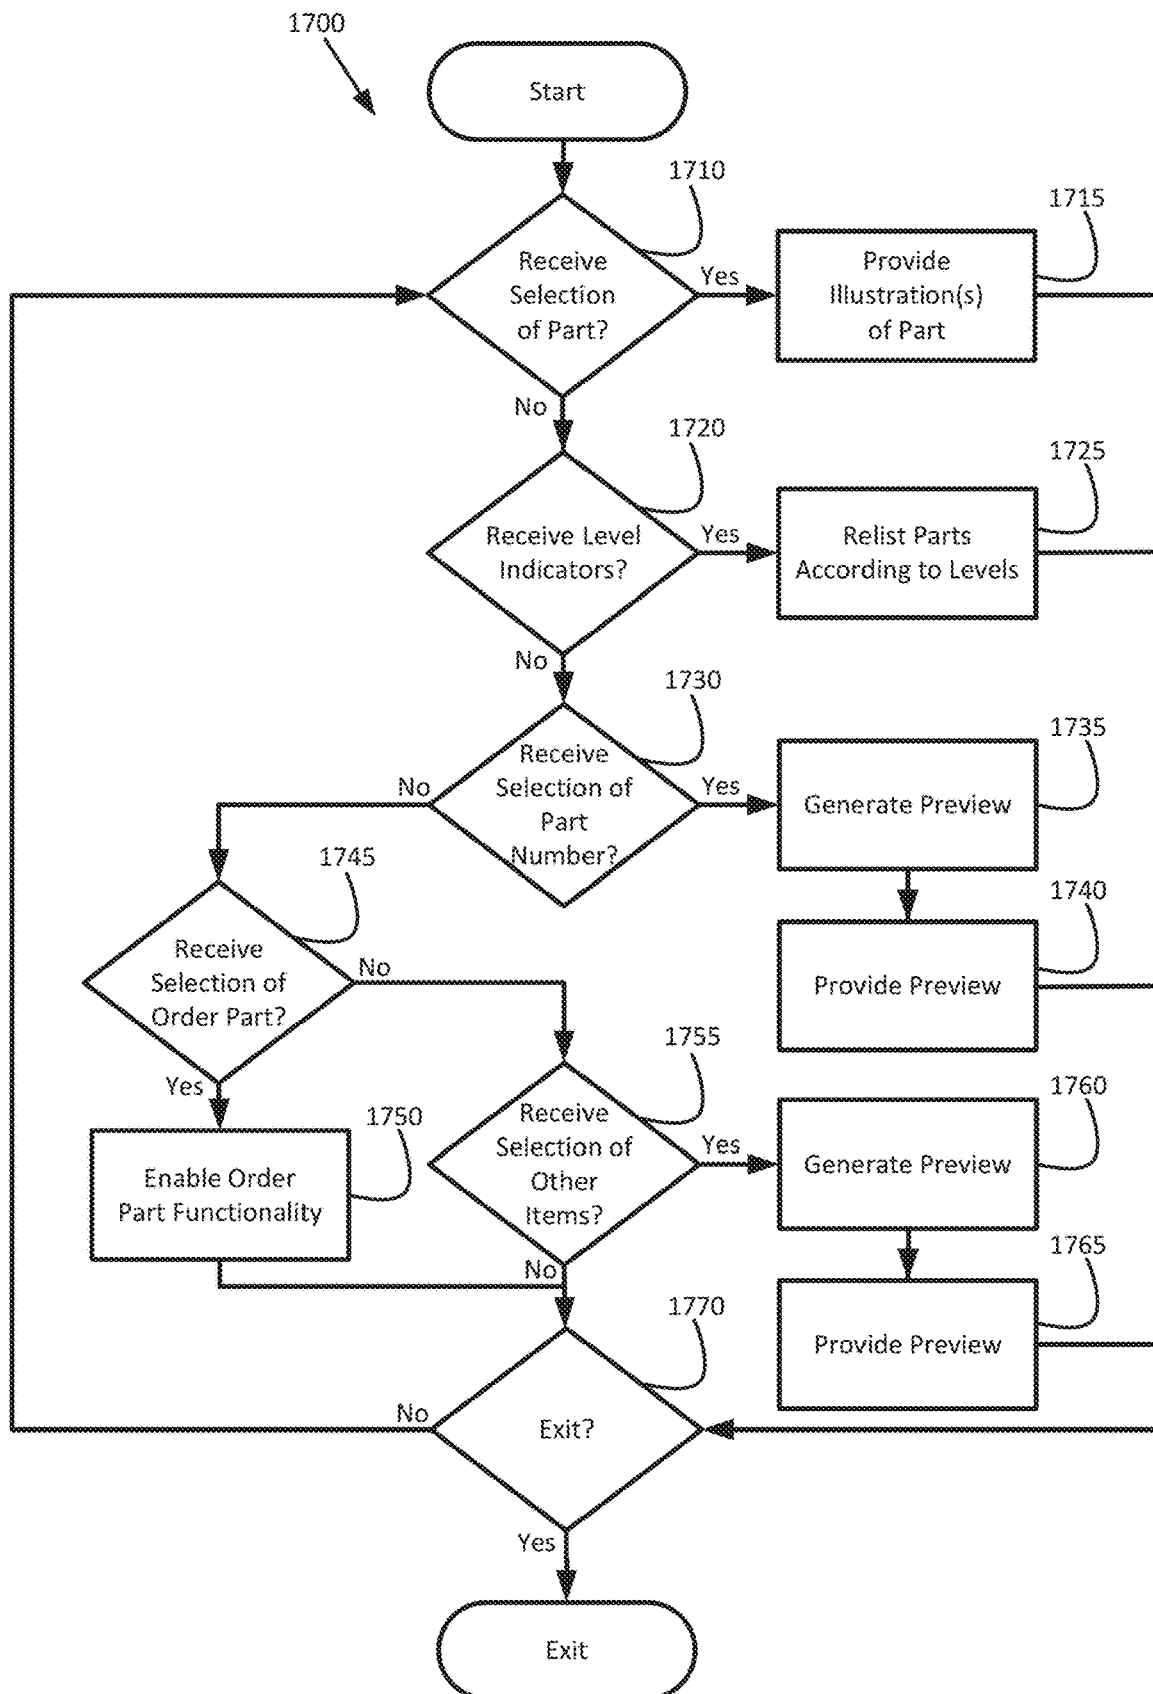 1700
Start
1710
Receive
Selection
of Part?
Yes
1715
Provide
Illustration(s)
of Part
No
1720
Receive Level
Indicators?
Yes
1725
Relist Parts
According to Levels
No
1730
Receive
Selection of
Part
Number?
Yes
1735
Generate Preview
No
1740
Provide Preview
1745
Receive
Selection of
Order Part?
No
Yes
1750
Enable Order
Part Functionality
1755
Receive
Selection of
Other
Items?
Yes
1760
Generate Preview
1765
Provide Preview
No
1770
Exit?
No
Yes
Exit